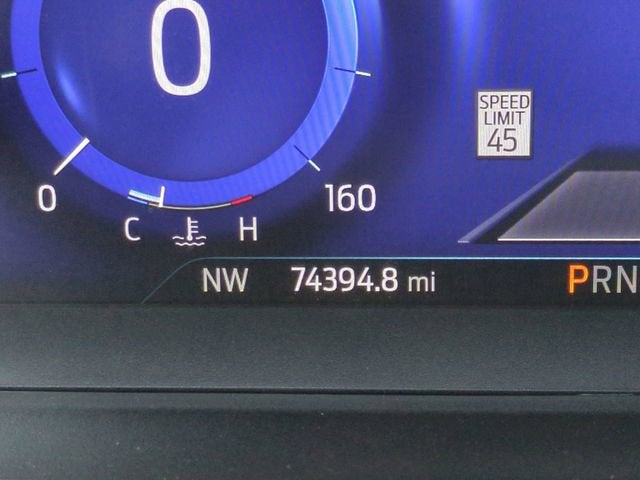 0
SPEED
LIMIT
45
0
160
C
H
NW 74394.8 mi PRN